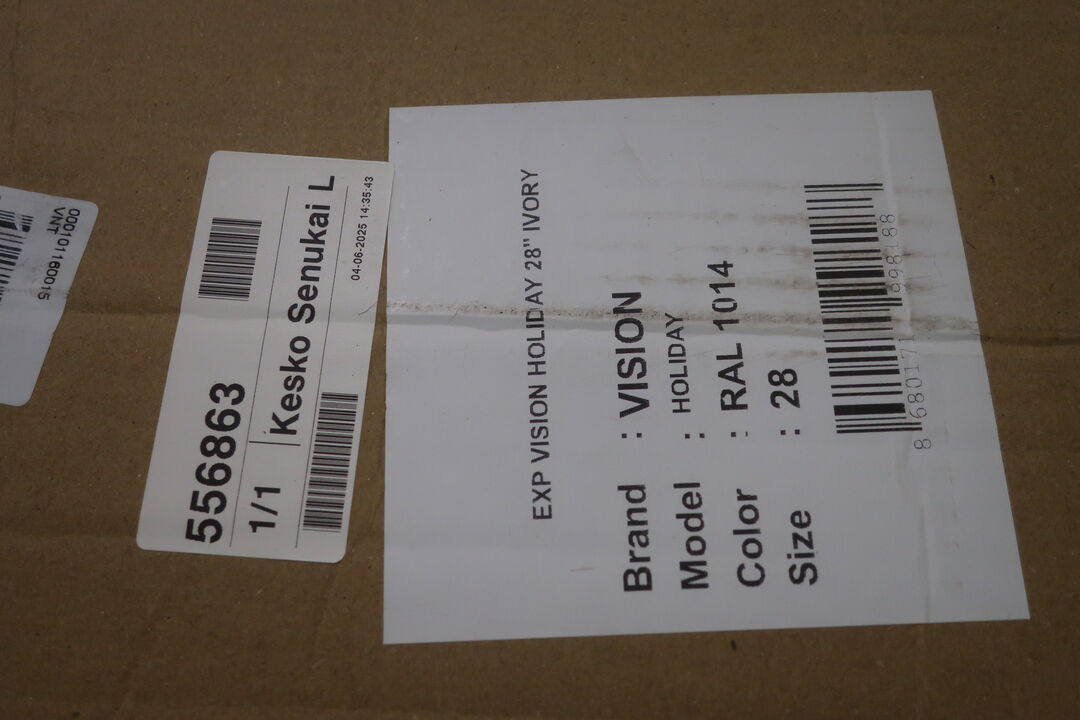 000101160015
VNT
556863
1/1
Kesko Senukai L
04-06-2025 14:35:43
EXP VISION HOLIDAY 28" IVORY
Brand : VISION
Model : HOLIDAY
Color : RAL 1014
Size : 28